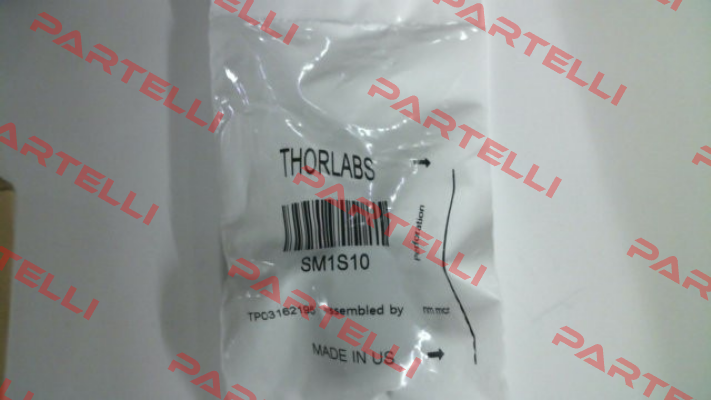 THORLABS
Perforation
SM1S10
TP03162195 assembled by
MADE IN US
PARTELLI
PARTELLI
PARTELLI
PARTELLI
PARTELLI
PARTELLI
PARTELLI
PARTELLI